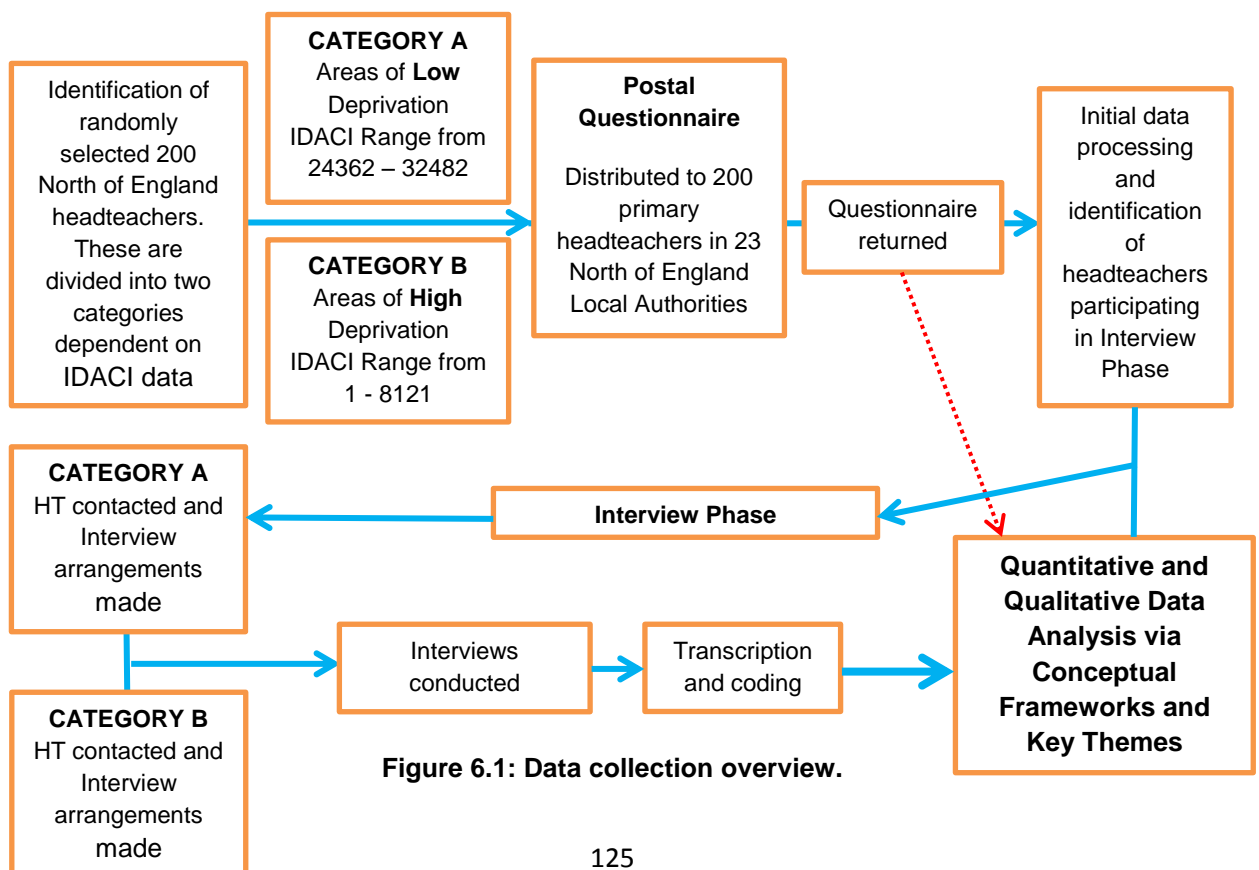 Identification of
randomly
selected 200
North of England
headteachers.
These are
divided into two
categories
dependent on
IDACI data
CATEGORY A
Areas of Low
Deprivation
IDACI Range from
24362 – 32482
CATEGORY B
Areas of High
Deprivation
IDACI Range from
1 - 8121
Postal
Questionnaire
Distributed to 200
primary
headteachers in 23
North of England
Local Authorities
Questionnaire
returned
Initial data
processing
and
identification
of
headteachers
participating
in Interview
Phase
Interview Phase
CATEGORY A
HT contacted and
Interview
arrangements
made
CATEGORY B
HT contacted and
Interview
arrangements
made
Interviews
conducted
Transcription
and coding
Quantitative and
Qualitative Data
Analysis via
Conceptual
Frameworks and
Key Themes
Figure 6.1: Data collection overview.
125